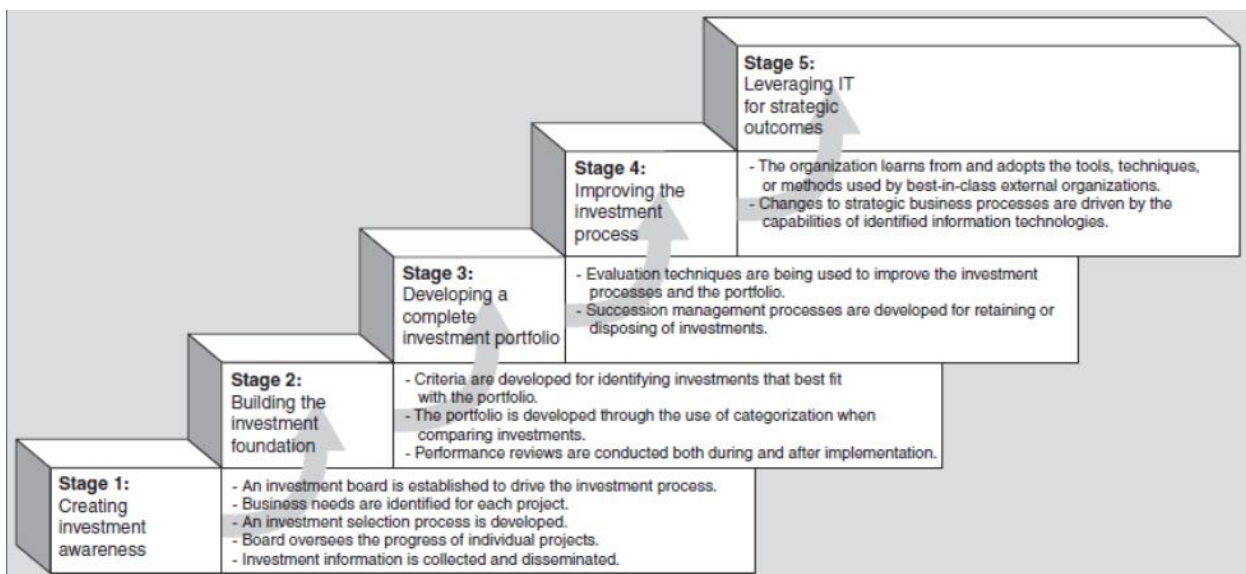 Stage 5:
Leveraging IT
for strategic
outcomes
Stage 4:
Improving the
investment
process
- The organization learns from and adopts the tools, techniques,
or methods used by best-in-class external organizations.
- Changes to strategic business processes are driven by the
capabilities of identified information technologies.
Stage 3:
Developing a
complete
investment portfolio
- Evaluation techniques are being used to improve the investment
processes and the portfolio.
- Succession management processes are developed for retaining or
disposing of investments.
Stage 2:
Building the
investment
foundation
- Criteria are developed for identifying investments that best fit
with the portfolio.
- The portfolio is developed through the use of categorization when
comparing investments.
- Performance reviews are conducted both during and after implementation.
Stage 1:
Creating
investment
awareness
- An investment board is established to drive the investment process.
- Business needs are identified for each project.
- An investment selection process is developed.
- Board oversees the progress of individual projects.
- Investment information is collected and disseminated.